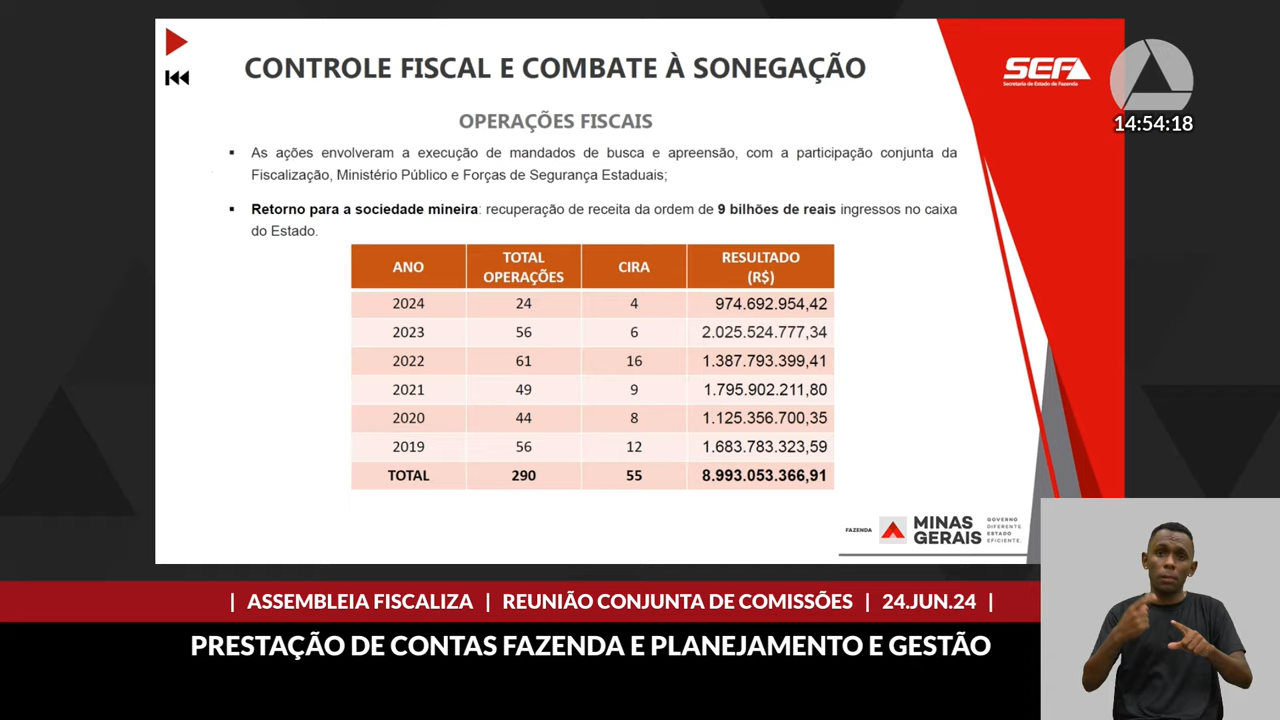 CONTROLE FISCAL E COMBATE À SONEGAÇÃO
SEF
Secretaria de Estado de Fazenda
14:54:18
OPERAÇÕES FISCAIS
▪ As ações envolveram a execução de mandados de busca e apreensão, com a participação conjunta da
Fiscalização, Ministério Público e Forças de Segurança Estaduais;
▪ Retorno para a sociedade mineira: recuperação de receita da ordem de 9 bilhões de reais ingressos no caixa
do Estado.
ANO TOTAL OPERAÇÕES CIRA RESULTADO (R$)
2024 24 4 974.692.954,42
2023 56 6 2.025.524.777,34
2022 61 16 1.387.793.399,41
2021 49 9 1.795.902.211,80
2020 44 8 1.125.356.700,35
2019 56 12 1.683.783.323,59
TOTAL 290 55 8.993.053.366,91
FAZENDA
MINAS
GERAIS
GOVERNO
DIFERENTE.
ESTADO
EFICIENTE.
| ASSEMBLEIA FISCALIZA | REUNIÃO CONJUNTA DE COMISSÕES | 24.JUN.24 |
PRESTAÇÃO DE CONTAS FAZENDA E PLANEJAMENTO E GESTÃO